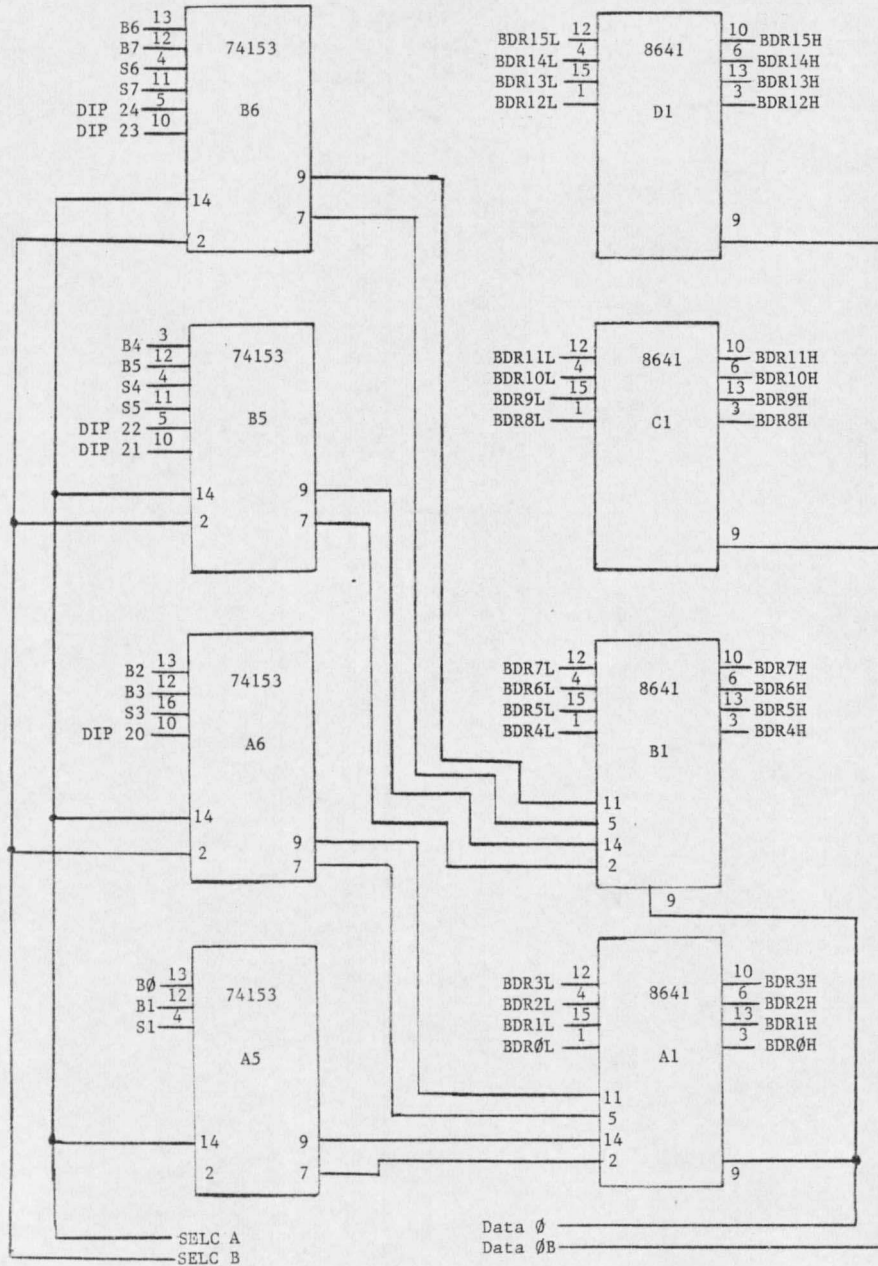 B6 13
B7 12
S6 4
S7 11
DIP 24 5
DIP 23 10
74153
B6
9
7
14
2
BDR15L 12
BDR14L 4
BDR13L 15
BDR12L 1
8641
D1
10 BDR15H
6 BDR14H
13 BDR13H
3 BDR12H
9
B4 3
B5 12
S4 4
S5 11
DIP 22 5
DIP 21 10
74153
B5
9
7
14
2
BDR11L 12
BDR10L 4
BDR9L 15
BDR8L 1
8641
C1
10 BDR11H
6 BDR10H
13 BDR9H
3 BDR8H
9
B2 13
B3 12
S3 16
DIP 20 10
74153
A6
14
2
9
7
BDR7L 12
BDR6L 4
BDR5L 15
BDR4L 1
8641
B1
10 BDR7H
6 BDR6H
13 BDR5H
3 BDR4H
11
5
14
2
9
BØ 13
B1 12
S1 4
74153
A5
14
2
9
7
BDR3L 12
BDR2L 4
BDR1L 15
BDRØL 1
8641
A1
10 BDR3H
6 BDR2H
13 BDR1H
3 BDRØH
11
5
14
2
9
SELC A
SELC B
Data Ø
Data ØB